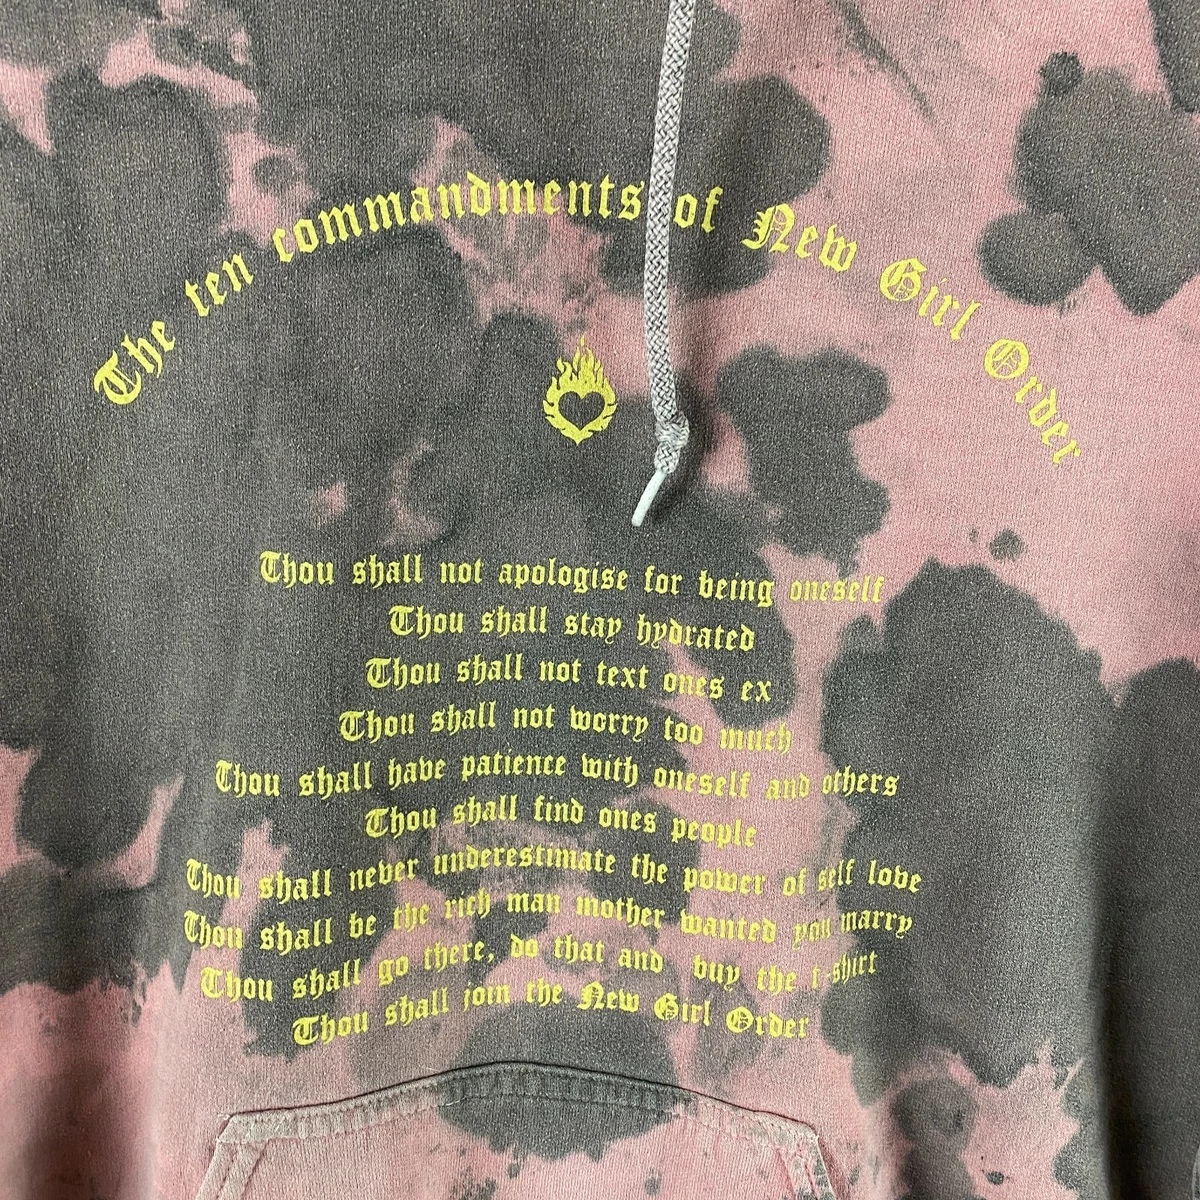 The ten commandments of New Girl Order
Thou shall not apologise for being oneself
Thou shall stay hydrated
Thou shall not text ones ex
Thou shall not worry too much
Thou shall have patience with oneself and others
Thou shall find ones people
Thou shall never underestimate the power of self love
Thou shall be the rich man mother wanted you marry
Thou shall go there, do that and buy the t-shirt
Thou shall join the New Girl Order